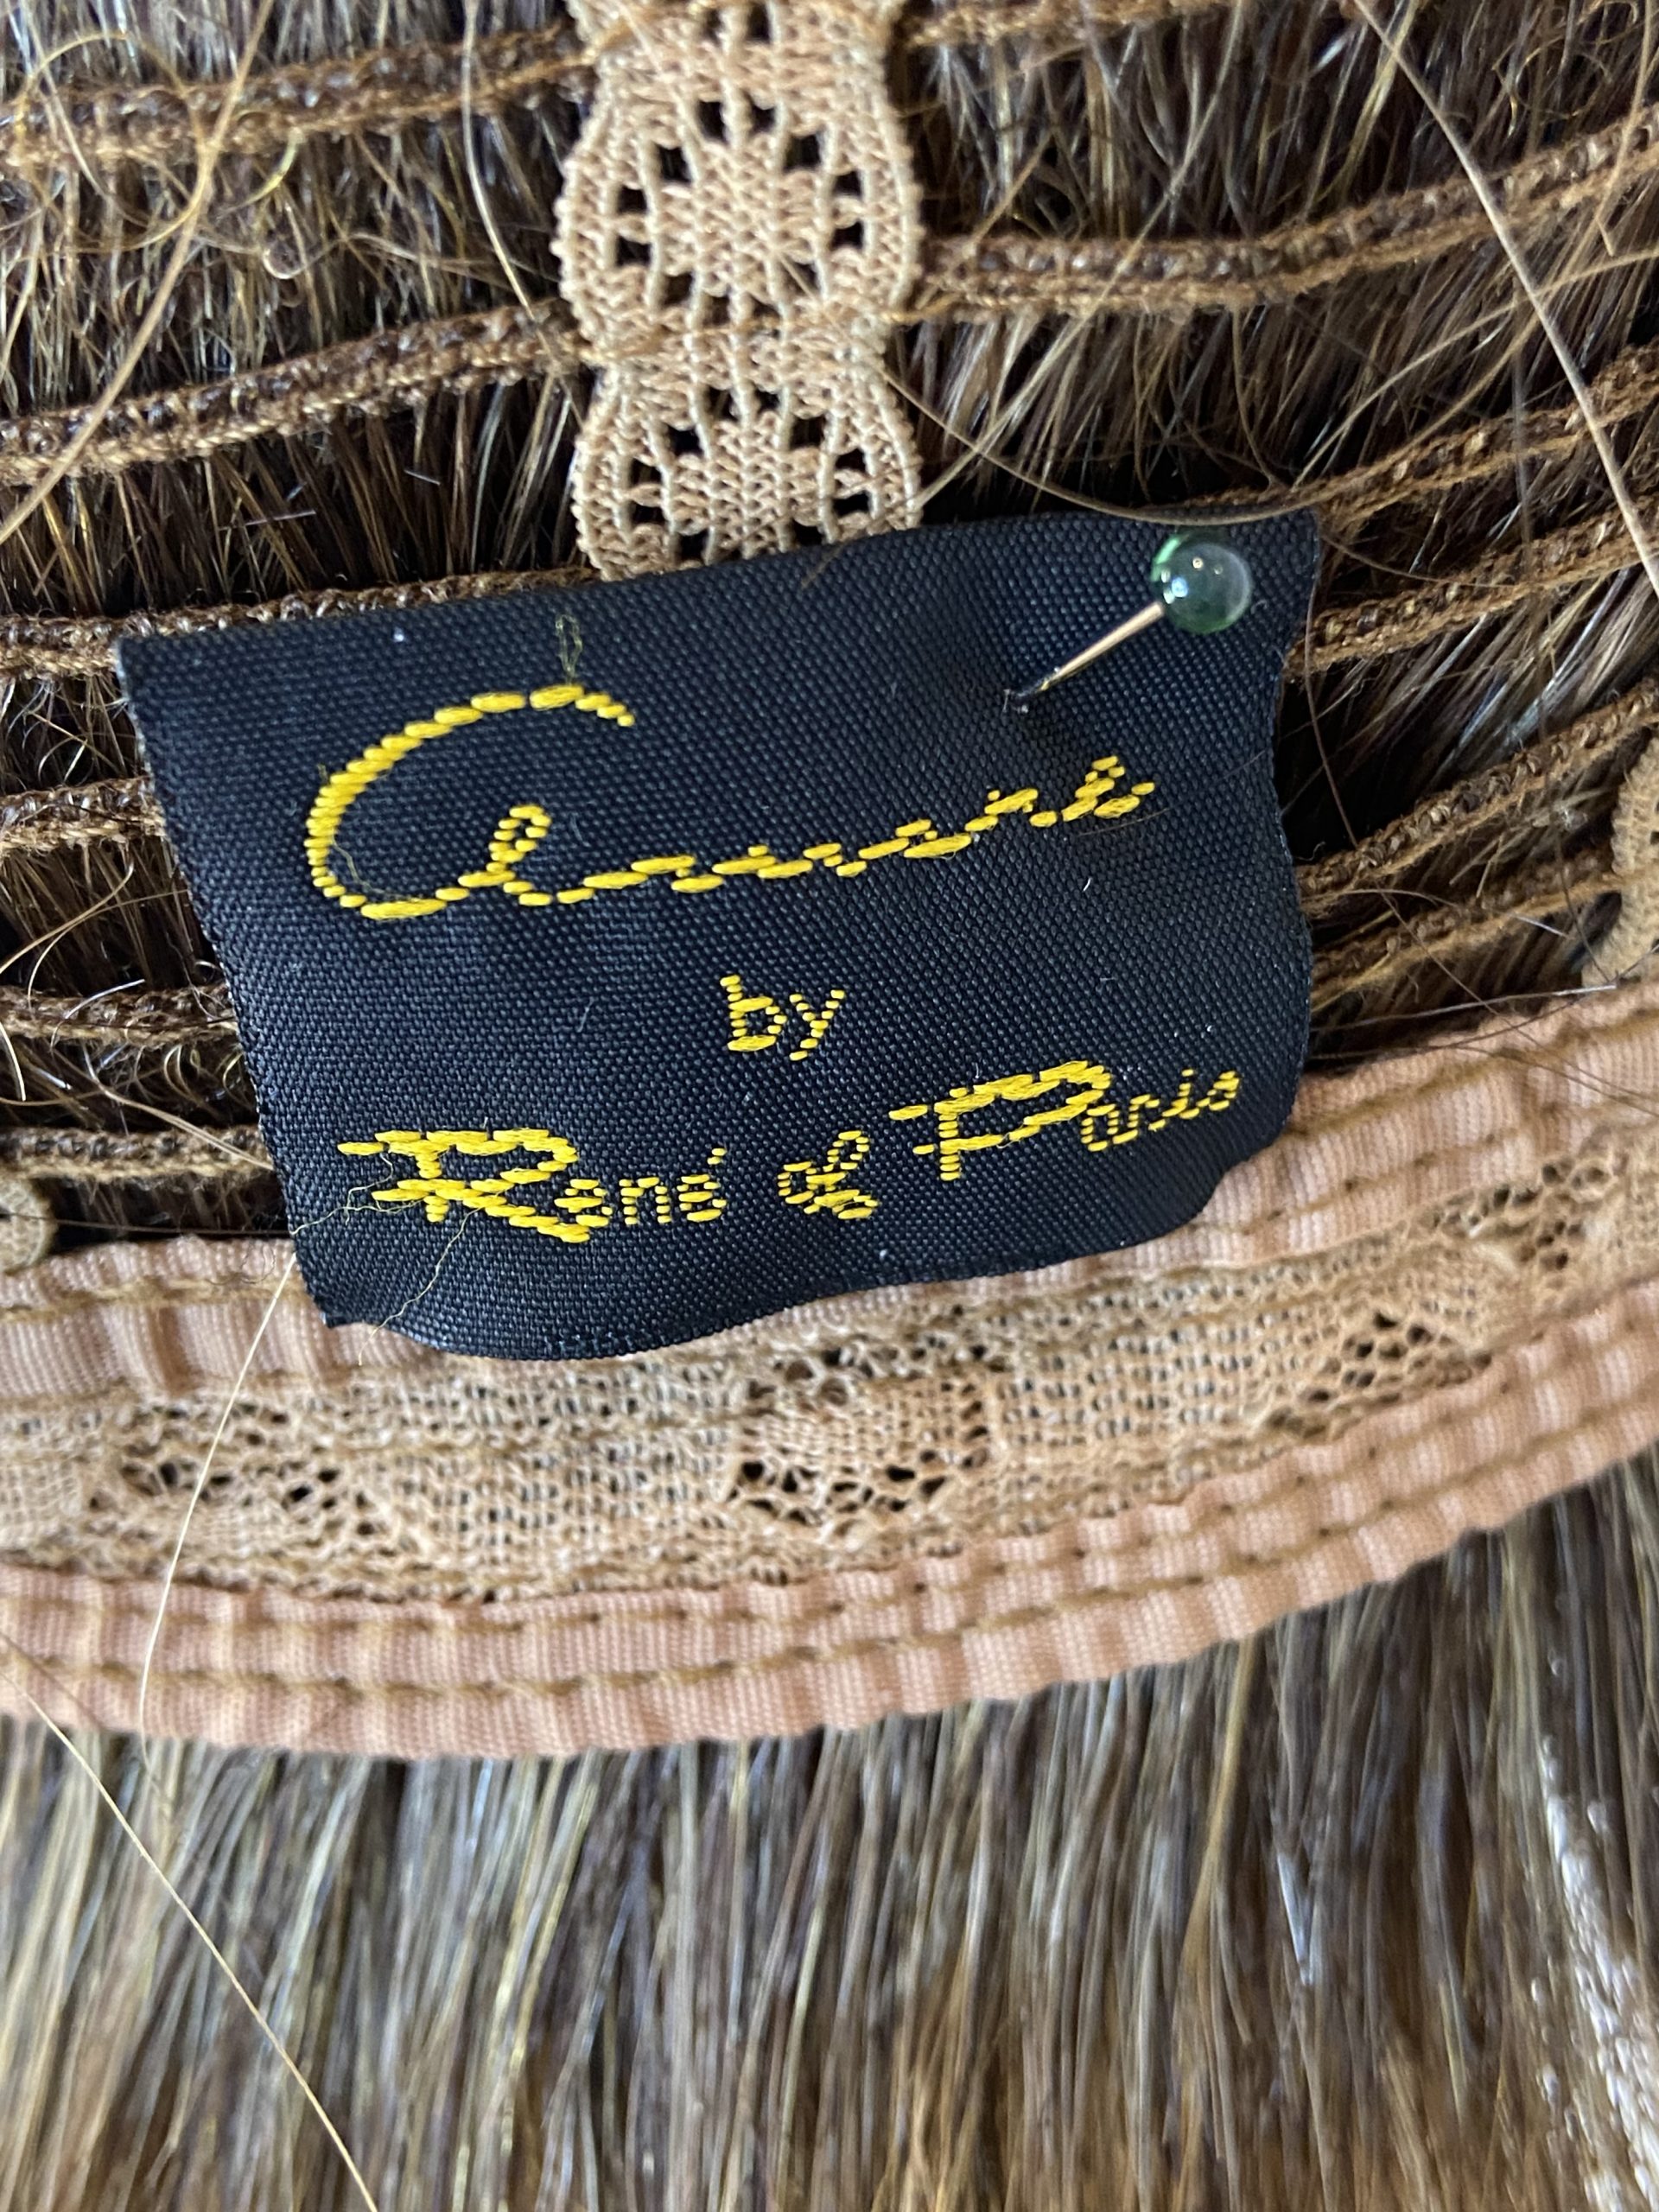 Amore
by
René of Paris